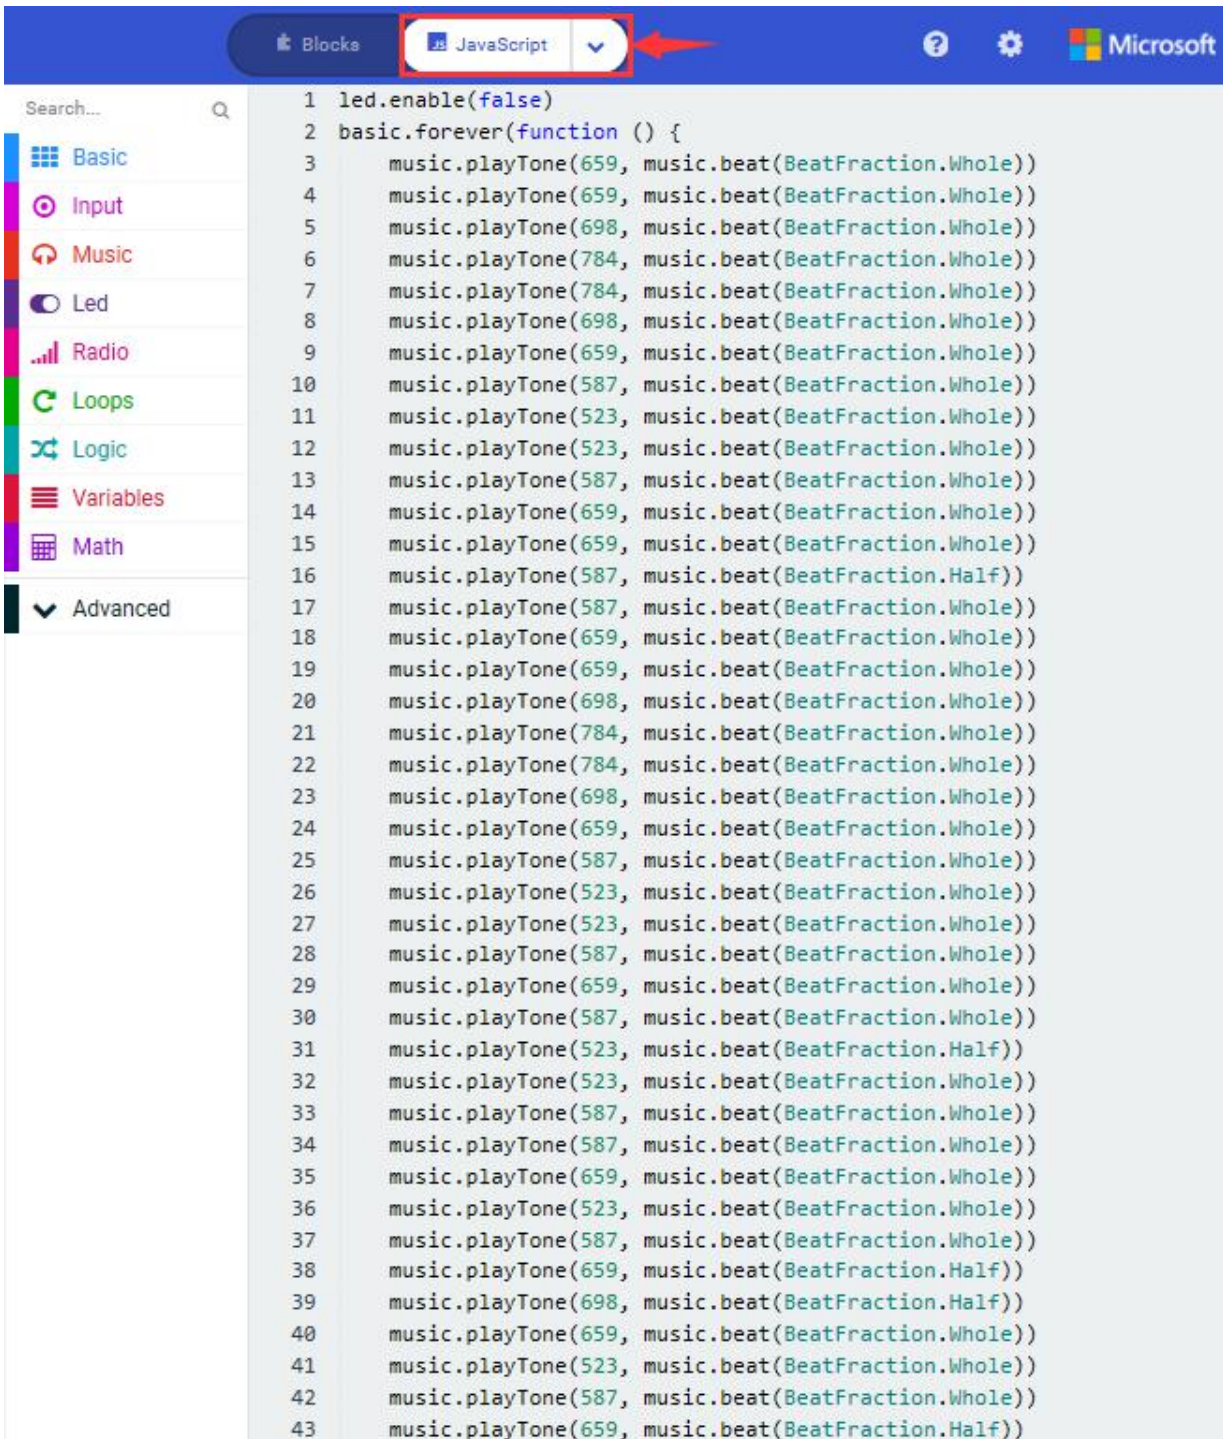 Blocks
JS JavaScript
Microsoft
Search...
Basic
Input
Music
Led
Radio
Loops
Logic
Variables
Math
Advanced
1 led.enable(false)
2 basic.forever(function () {
3 music.playTone(659, music.beat(BeatFraction.Whole))
4 music.playTone(659, music.beat(BeatFraction.Whole))
5 music.playTone(698, music.beat(BeatFraction.Whole))
6 music.playTone(784, music.beat(BeatFraction.Whole))
7 music.playTone(784, music.beat(BeatFraction.Whole))
8 music.playTone(698, music.beat(BeatFraction.Whole))
9 music.playTone(659, music.beat(BeatFraction.Whole))
10 music.playTone(587, music.beat(BeatFraction.Whole))
11 music.playTone(523, music.beat(BeatFraction.Whole))
12 music.playTone(523, music.beat(BeatFraction.Whole))
13 music.playTone(587, music.beat(BeatFraction.Whole))
14 music.playTone(659, music.beat(BeatFraction.Whole))
15 music.playTone(659, music.beat(BeatFraction.Whole))
16 music.playTone(587, music.beat(BeatFraction.Half))
17 music.playTone(587, music.beat(BeatFraction.Whole))
18 music.playTone(659, music.beat(BeatFraction.Whole))
19 music.playTone(659, music.beat(BeatFraction.Whole))
20 music.playTone(698, music.beat(BeatFraction.Whole))
21 music.playTone(784, music.beat(BeatFraction.Whole))
22 music.playTone(784, music.beat(BeatFraction.Whole))
23 music.playTone(698, music.beat(BeatFraction.Whole))
24 music.playTone(659, music.beat(BeatFraction.Whole))
25 music.playTone(587, music.beat(BeatFraction.Whole))
26 music.playTone(523, music.beat(BeatFraction.Whole))
27 music.playTone(523, music.beat(BeatFraction.Whole))
28 music.playTone(587, music.beat(BeatFraction.Whole))
29 music.playTone(659, music.beat(BeatFraction.Whole))
30 music.playTone(587, music.beat(BeatFraction.Whole))
31 music.playTone(523, music.beat(BeatFraction.Half))
32 music.playTone(523, music.beat(BeatFraction.Whole))
33 music.playTone(587, music.beat(BeatFraction.Whole))
34 music.playTone(587, music.beat(BeatFraction.Whole))
35 music.playTone(659, music.beat(BeatFraction.Whole))
36 music.playTone(523, music.beat(BeatFraction.Whole))
37 music.playTone(587, music.beat(BeatFraction.Whole))
38 music.playTone(659, music.beat(BeatFraction.Half))
39 music.playTone(698, music.beat(BeatFraction.Half))
40 music.playTone(659, music.beat(BeatFraction.Whole))
41 music.playTone(523, music.beat(BeatFraction.Whole))
42 music.playTone(587, music.beat(BeatFraction.Whole))
43 music.playTone(659, music.beat(BeatFraction.Half))